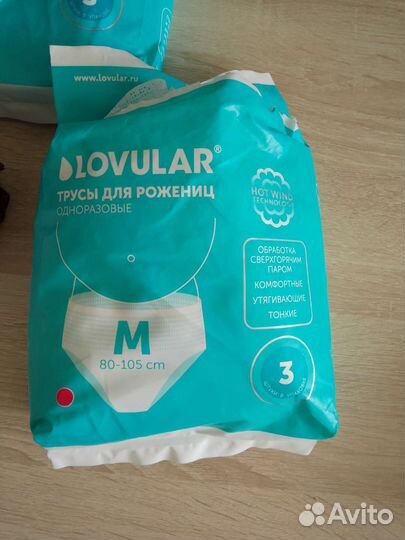 3
www.lovular.ru
LOVULAR®
ТРУСЫ ДЛЯ РОЖЕНИЦ
ОДНОРАЗОВЫЕ
HOT WIND
TECHNOLOGY
ОБРАБОТКА
СВЕРХГОРЯЧИМ
ПАРОМ
КОМФОРТНЫЕ
УТЯГИВАЮЩИЕ
ТОНКИЕ
M
80-105 cm
3
Avito